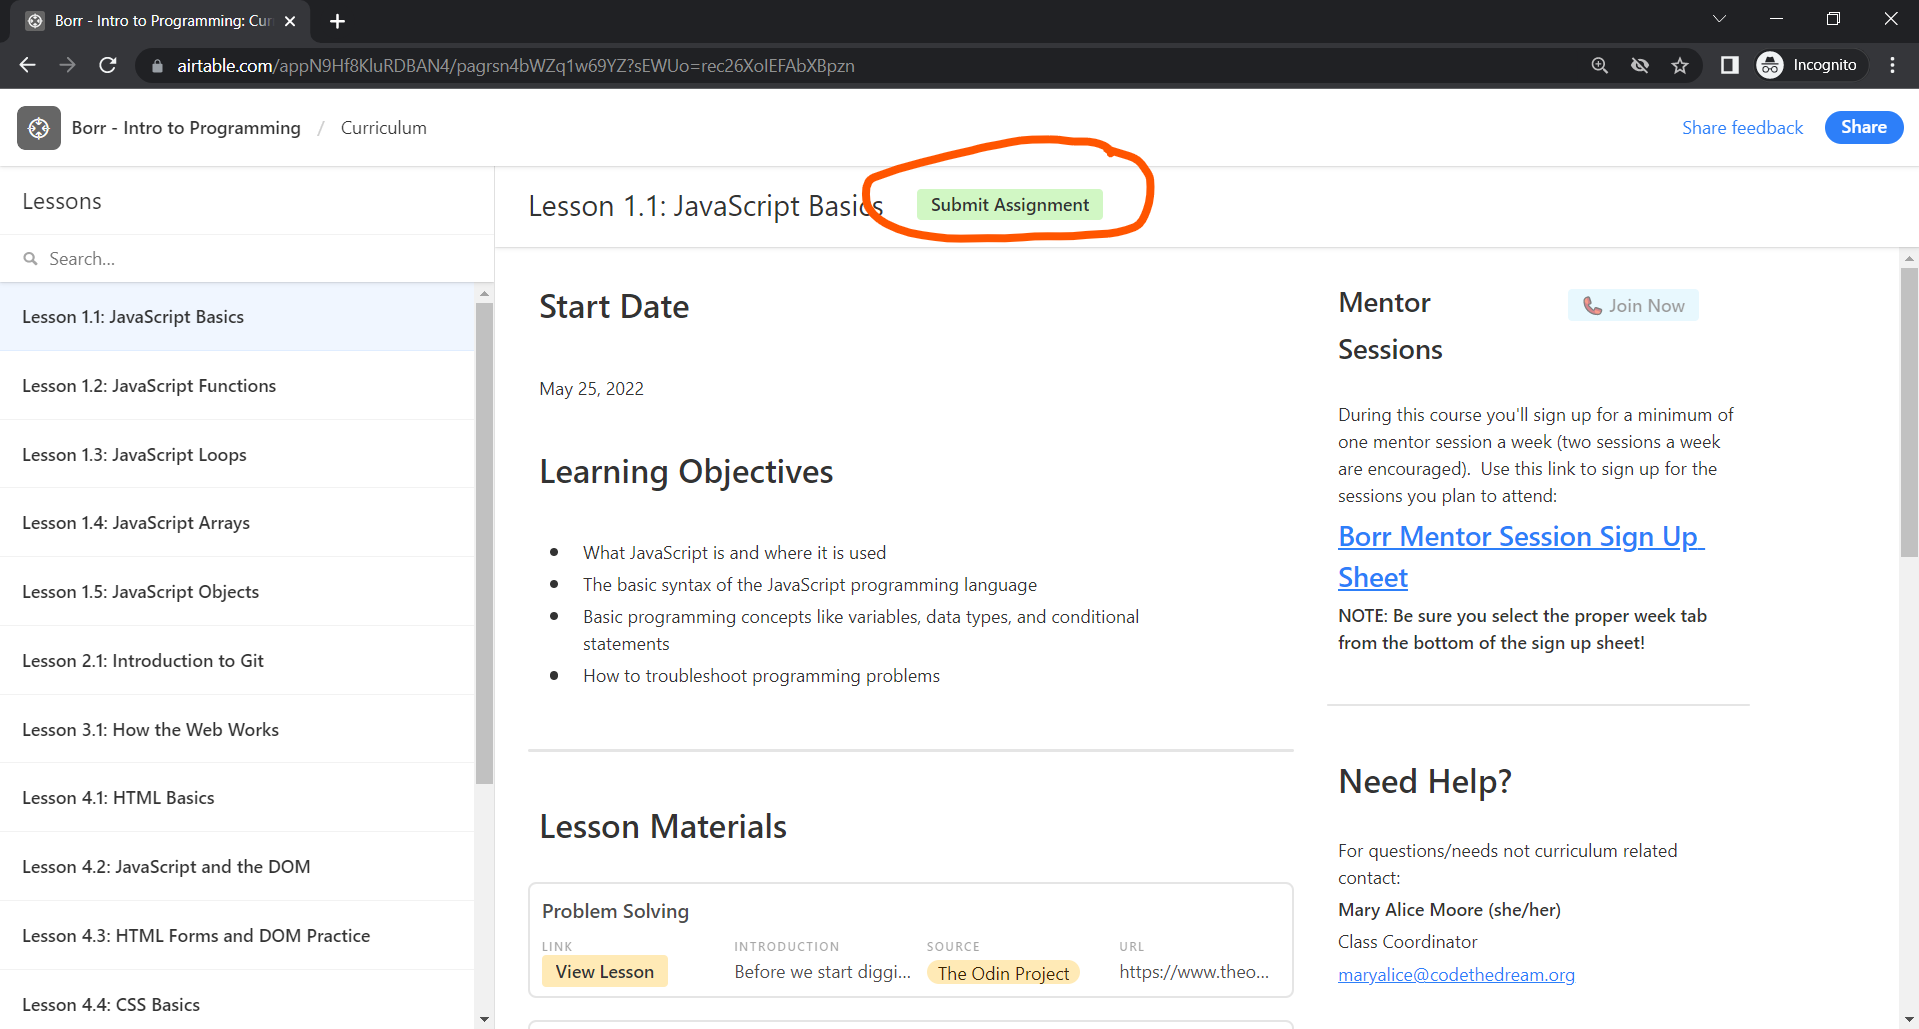 Borr - Intro to Programming: Cur
airtable.com/appN9Hf8KluRDBAN4/pagrsn4bWZq1w69YZ?sEWUo=rec26XoIEFAbXBpzn
Incognito
Borr - Intro to Programming / Curriculum
Share feedback
Share
Lessons
Search...
Lesson 1.1: JavaScript Basics
Lesson 1.2: JavaScript Functions
Lesson 1.3: JavaScript Loops
Lesson 1.4: JavaScript Arrays
Lesson 1.5: JavaScript Objects
Lesson 2.1: Introduction to Git
Lesson 3.1: How the Web Works
Lesson 4.1: HTML Basics
Lesson 4.2: JavaScript and the DOM
Lesson 4.3: HTML Forms and DOM Practice
Lesson 4.4: CSS Basics
Lesson 1.1: JavaScript Basics
Submit Assignment
Start Date
May 25, 2022
Learning Objectives
• What JavaScript is and where it is used
• The basic syntax of the JavaScript programming language
• Basic programming concepts like variables, data types, and conditional
statements
• How to troubleshoot programming problems
Lesson Materials
Problem Solving
LINK INTRODUCTION SOURCE URL
View Lesson Before we start diggi... The Odin Project https://www.theo...
Mentor
Sessions
Join Now
During this course you'll sign up for a minimum of
one mentor session a week (two sessions a week
are encouraged). Use this link to sign up for the
sessions you plan to attend:
Borr Mentor Session Sign Up
Sheet
NOTE: Be sure you select the proper week tab
from the bottom of the sign up sheet!
Need Help?
For questions/needs not curriculum related
contact:
Mary Alice Moore (she/her)
Class Coordinator
maryalice@codethedream.org